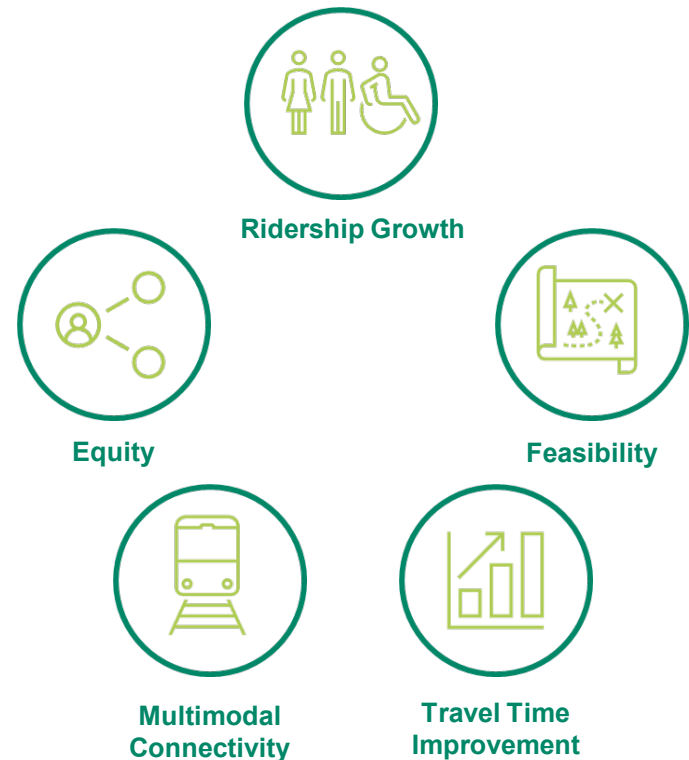 Ridership Growth
Equity
Feasibility
Multimodal
Connectivity
Travel Time
Improvement